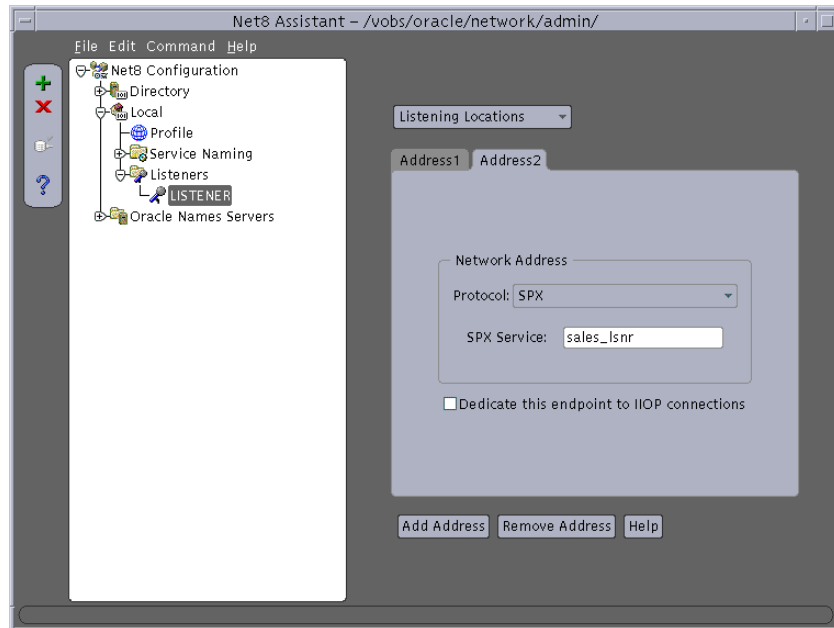 Net8 Assistant – /vobs/oracle/network/admin/
File Edit Command Help
Net8 Configuration
Directory
Local
Profile
Service Naming
Listeners
LISTENER
Oracle Names Servers
Listening Locations
Address1 Address2
Network Address
Protocol: SPX
SPX Service: sales_lsnr
Dedicate this endpoint to IIOP connections
Add Address Remove Address Help